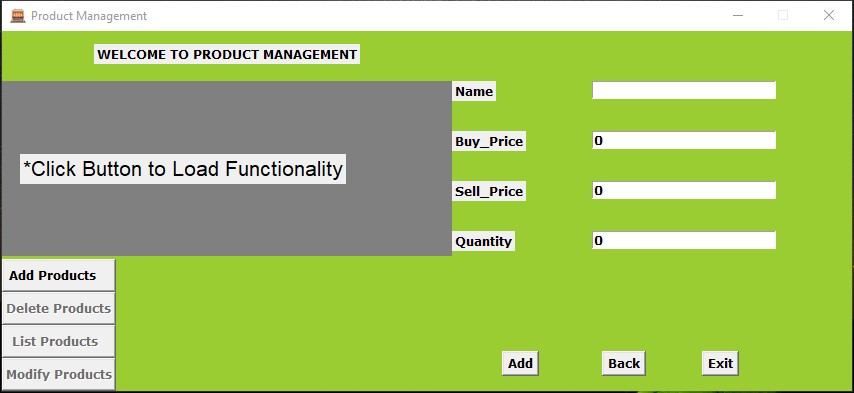 Product Management
WELCOME TO PRODUCT MANAGEMENT
*Click Button to Load Functionality
Name
Buy_Price 0
Sell_Price 0
Quantity 0
Add Products
Delete Products
List Products
Modify Products
Add Back Exit